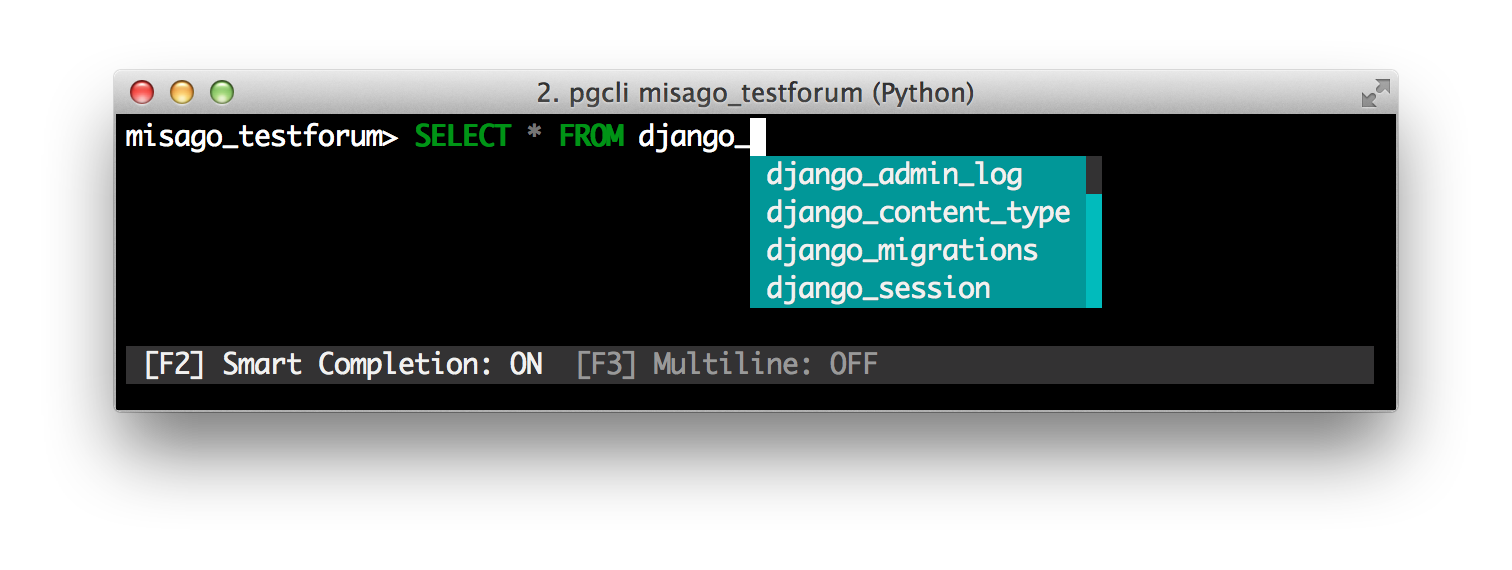 2. pgcli misago_testforum (Python)
misago_testforum> SELECT * FROM django_
django_admin_log
django_content_type
django_migrations
django_session
[F2] Smart Completion: ON  [F3] Multiline: OFF